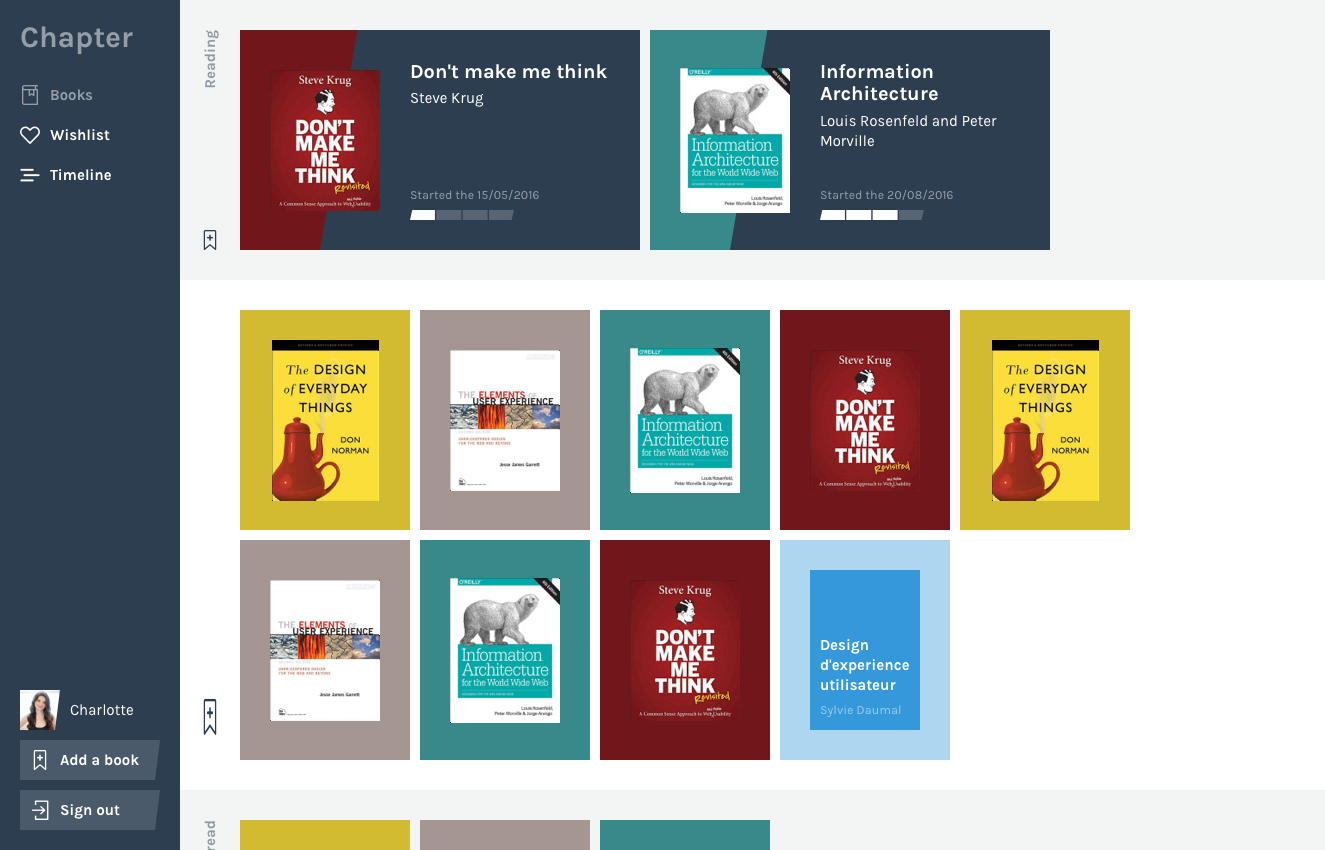 Chapter
Books
Wishlist
Timeline
Charlotte
Add a book
Sign out
Reading
Steve Krug
DON'T
MAKE
ME
THINK
Revisited
A Common Sense Approach to Web Usability
Don't make me think
Steve Krug
Started the 15/05/2016
O'REILLY
4th Edition
Information
Architecture
for the World Wide Web
Louis Rosenfeld,
Peter Morville & Jorge Arango
Information
Architecture
Louis Rosenfeld and Peter
Morville
Started the 20/08/2016
The DESIGN
of EVERYDAY
THINGS
DON
NORMAN
THE ELEMENTS OF
USER EXPERIENCE
USER-CENTERED DESIGN
FOR THE WEB AND BEYOND
Jesse James Garrett
O'REILLY
4th Edition
Information
Architecture
for the World Wide Web
Louis Rosenfeld,
Peter Morville & Jorge Arango
Steve Krug
DON'T
MAKE
ME
THINK
Revisited
A Common Sense Approach to Web Usability
The DESIGN
of EVERYDAY
THINGS
DON
NORMAN
THE ELEMENTS OF
USER EXPERIENCE
USER-CENTERED DESIGN
FOR THE WEB AND BEYOND
Jesse James Garrett
O'REILLY
4th Edition
Information
Architecture
for the World Wide Web
Louis Rosenfeld,
Peter Morville & Jorge Arango
Steve Krug
DON'T
MAKE
ME
THINK
Revisited
A Common Sense Approach to Web Usability
Design
d'experience
utilisateur
Sylvie Daumal
read